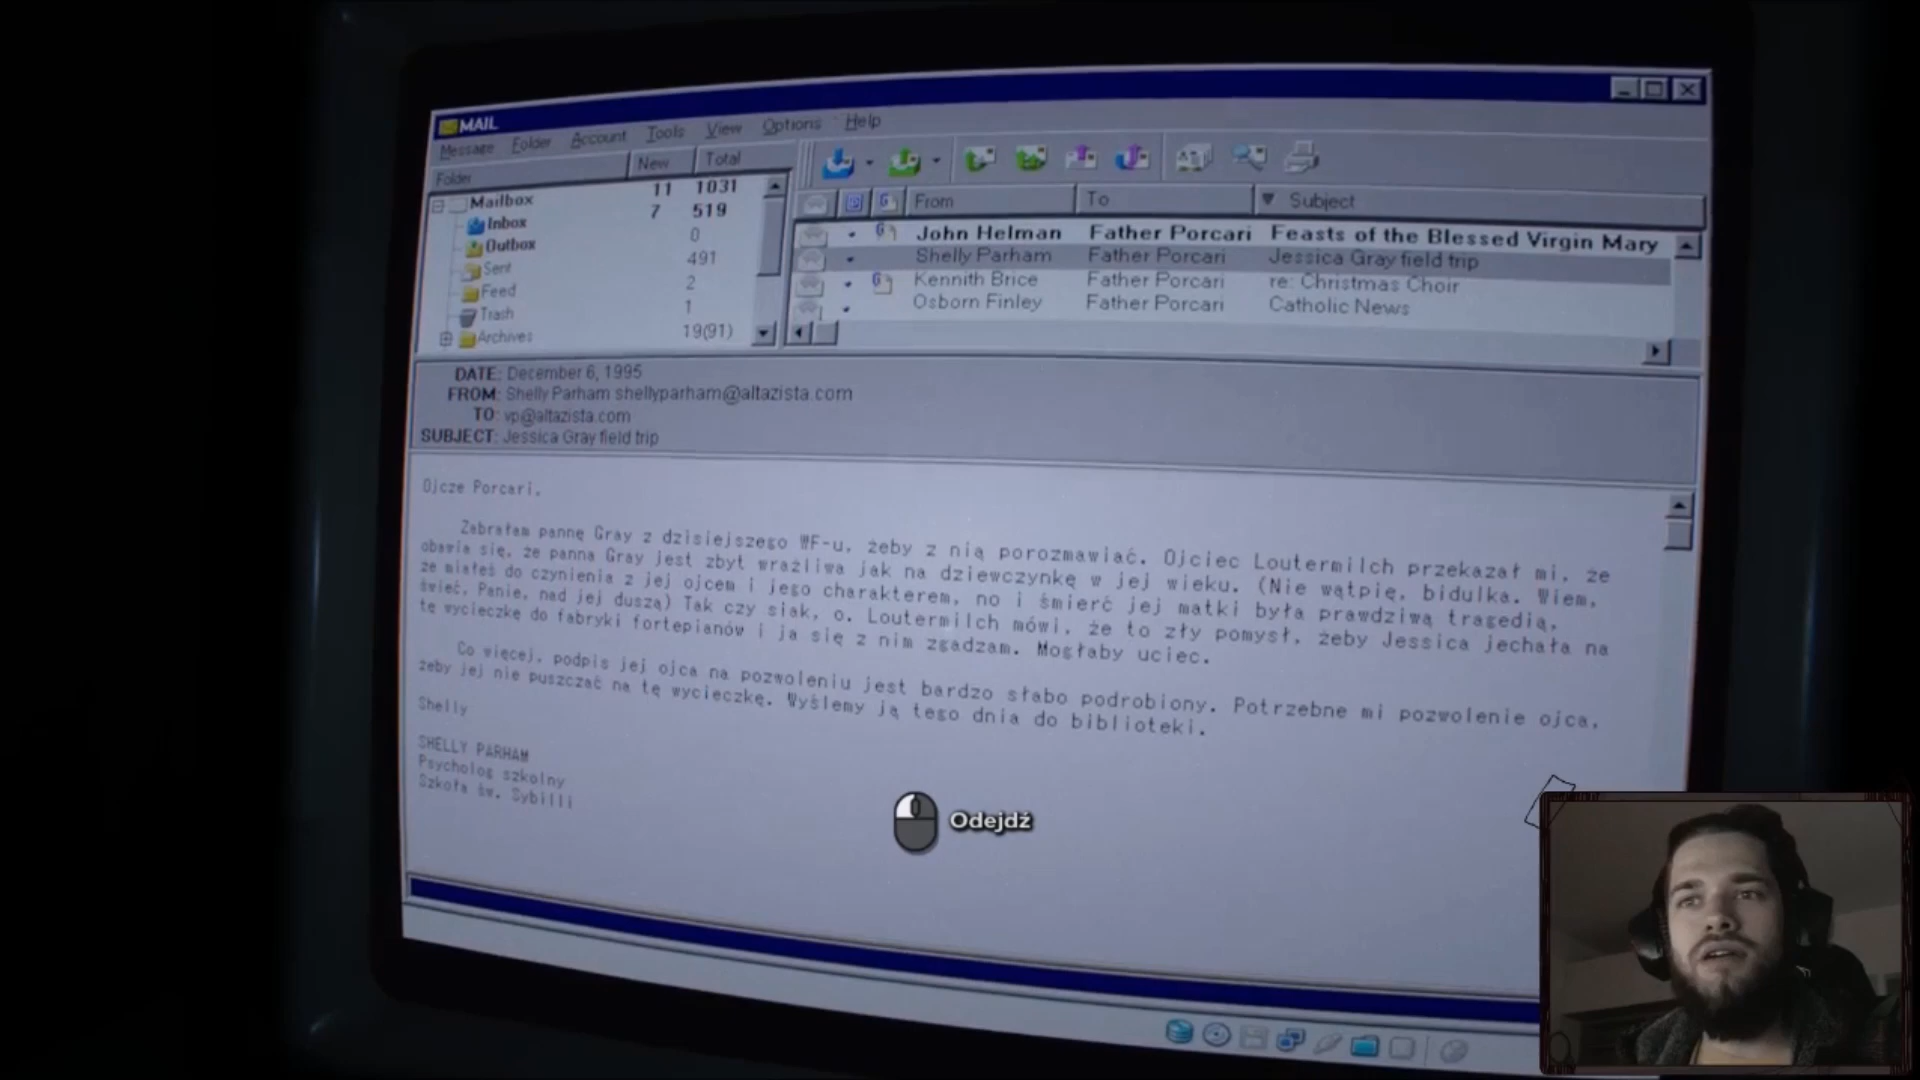 MAIL
Message Folder Account Tools View Options Help
Folder New Total
Mailbox 11 1031
Inbox 7 519
Outbox 0
Sent 491
Feed 2
Trash 1
Archives 19(91)
From To Subject
John Helman Father Porcari Feasts of the Blessed Virgin Mary
Shelly Parham Father Porcari Jessica Gray field trip
Kennith Brice Father Porcari re: Christmas Choir
Osborn Finley Father Porcari Catholic News
DATE: December 6, 1995
FROM: Shelly Parham shellyparham@altazista.com
TO: vp@altazista.com
SUBJECT: Jessica Gray field trip
Ojcze Porcari,
Zabrałam pannę Gray z dzisiejszego WF-u, żeby z nią porozmawiać. Ojciec Loutermilch przekazał mi, że
obawia się, że panna Gray jest zbyt wrażliwa jak na dziewczynkę w jej wieku. (Nie wątpię, bidulka. Wiem,
że miałeś do czynienia z jej ojcem i jego charakterem, no i śmierć jej matki była prawdziwą tragedią,
świeć, Panie, nad jej duszą) Tak czy siak, o. Loutermilch mówi, że to zły pomysł, żeby Jessica jechała na
tę wycieczkę do fabryki fortepianów i ja się z nim zgadzam. Mogłaby uciec.
Co więcej, podpis jej ojca na pozwoleniu jest bardzo słabo podrobiony. Potrzebne mi pozwolenie ojca,
żeby jej nie puszczać na tę wycieczkę. Wyślemy ją tego dnia do biblioteki.
Shelly
SHELLY PARHAM
Psycholog szkolny
Szkoła św. Sybilli
Odejdź